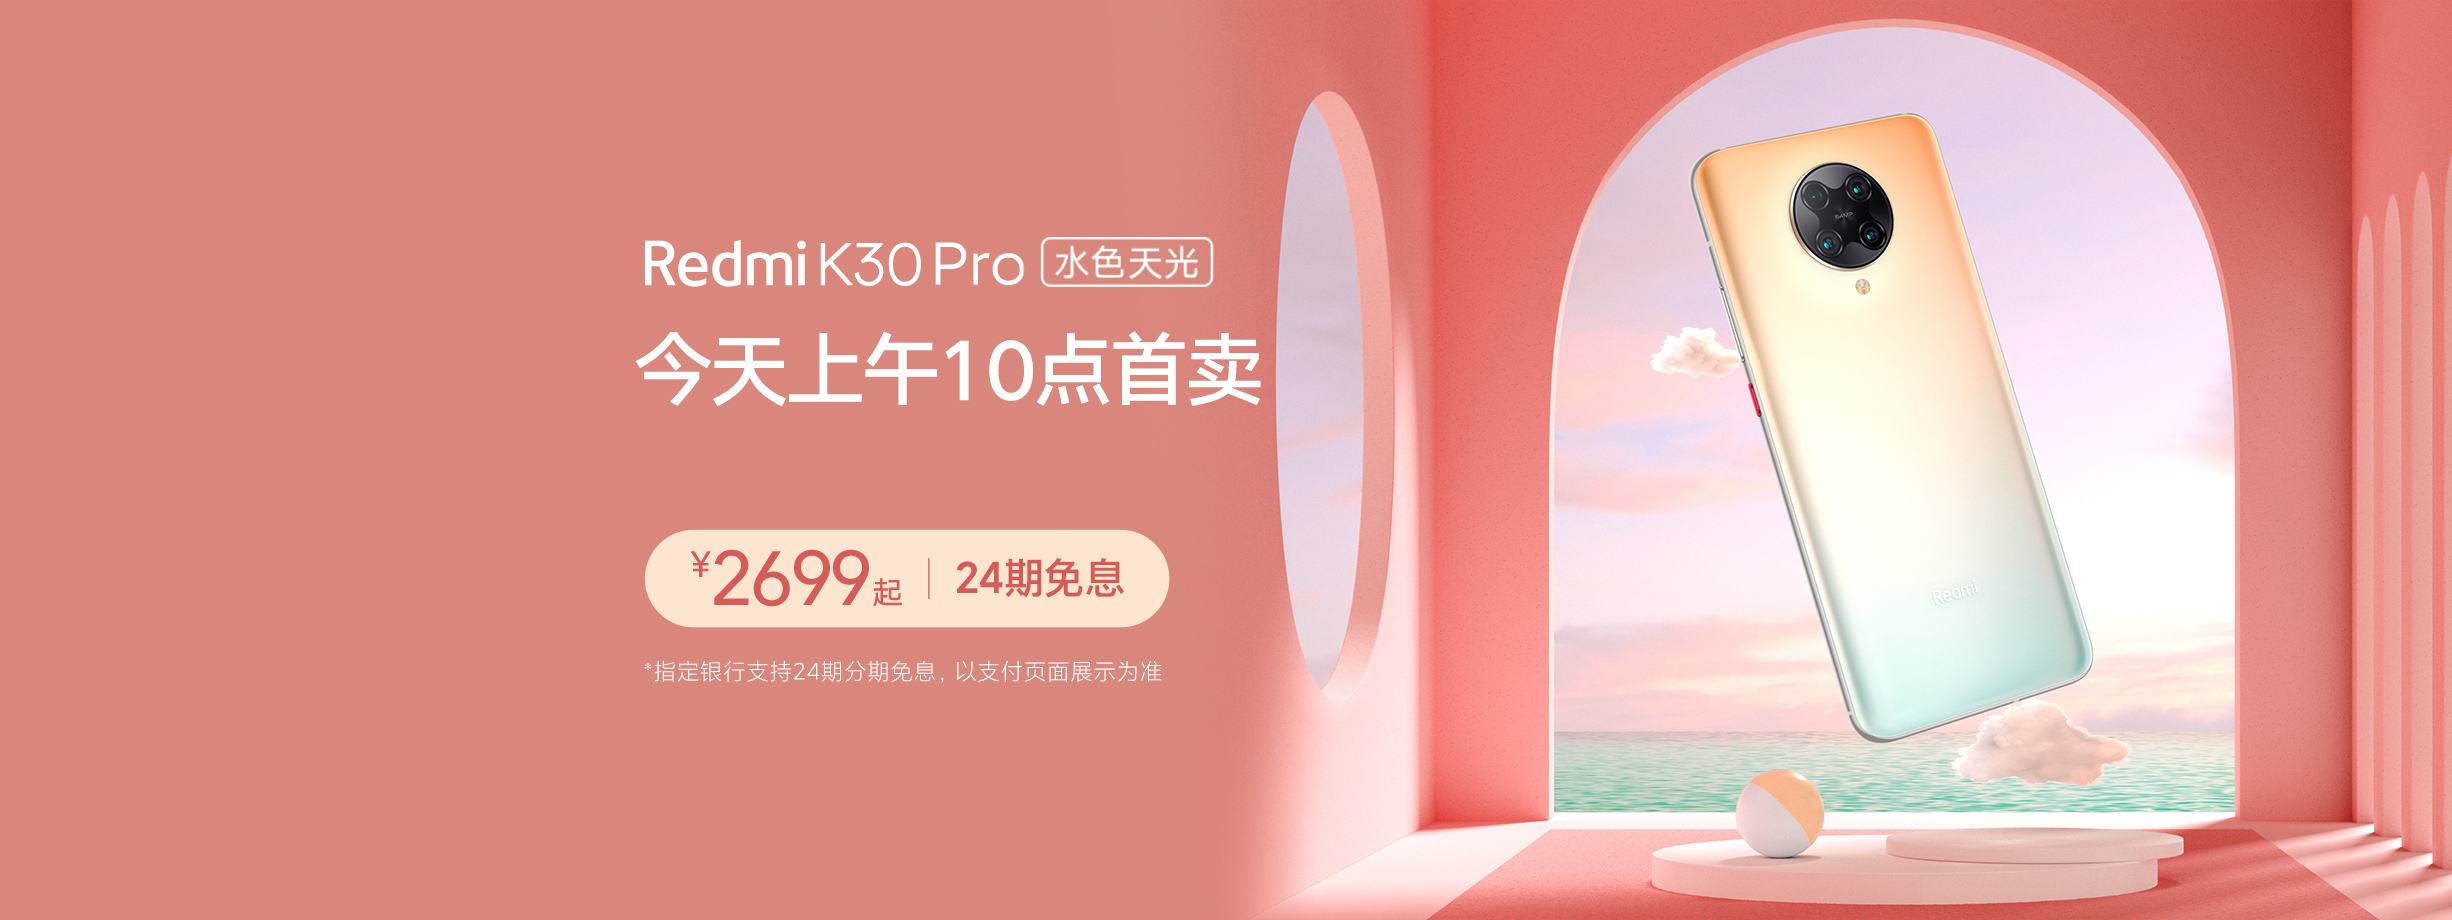 Redmi K30 Pro 水色天光
今天上午10点首卖
¥2699起 | 24期免息
*指定银行支持24期分期免息，以支付页面展示为准
64MP
Redmi